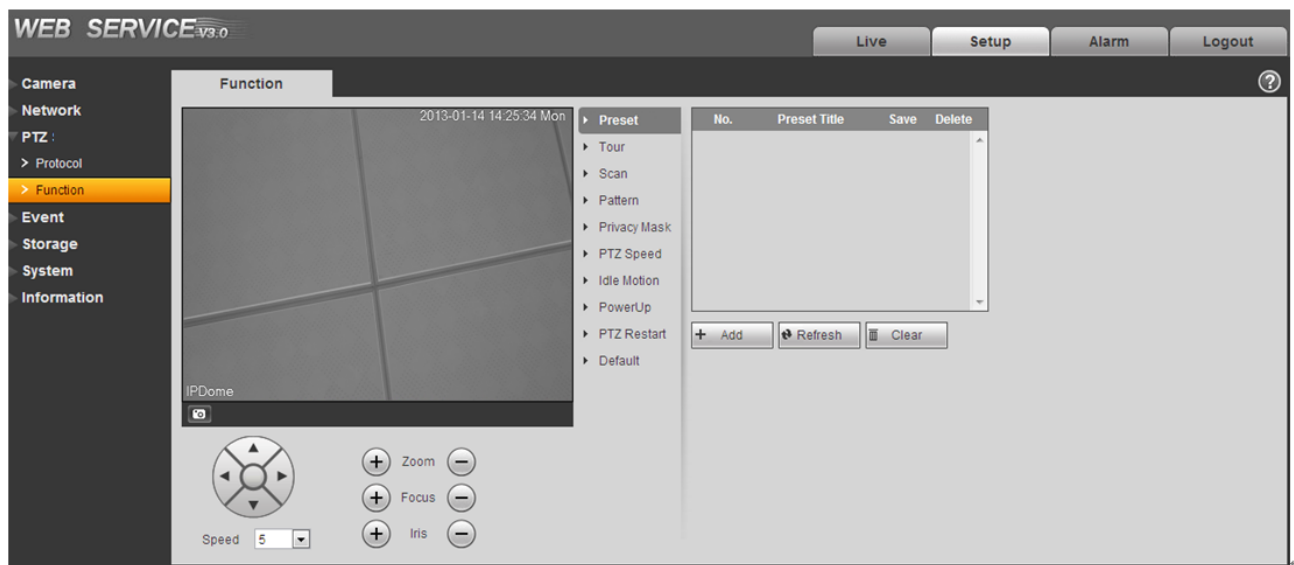 WEB SERVICE V3.0
Live
Setup
Alarm
Logout
Camera
Network
PTZ
Protocol
Function
Event
Storage
System
Information
Function
2013-01-14 14:25:34 Mon
IPDome
Preset
Tour
Scan
Pattern
Privacy Mask
PTZ Speed
Idle Motion
PowerUp
PTZ Restart
Default
No. Preset Title Save Delete
Add
Refresh
Clear
Zoom
Focus
Iris
Speed 5